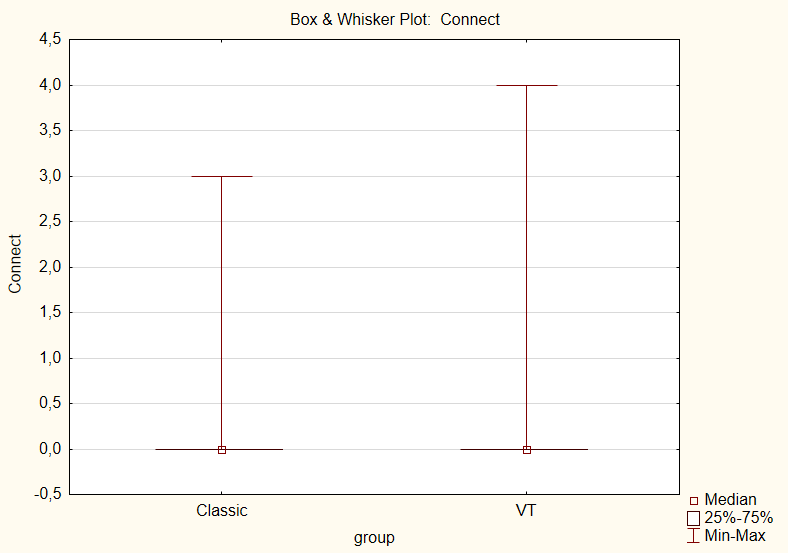 Box & Whisker Plot:  Connect
4,5
4,0
3,5
3,0
2,5
2,0
1,5
1,0
0,5
0,0
-0,5
Connect
Classic
VT
group
Median
25%-75%
Min-Max